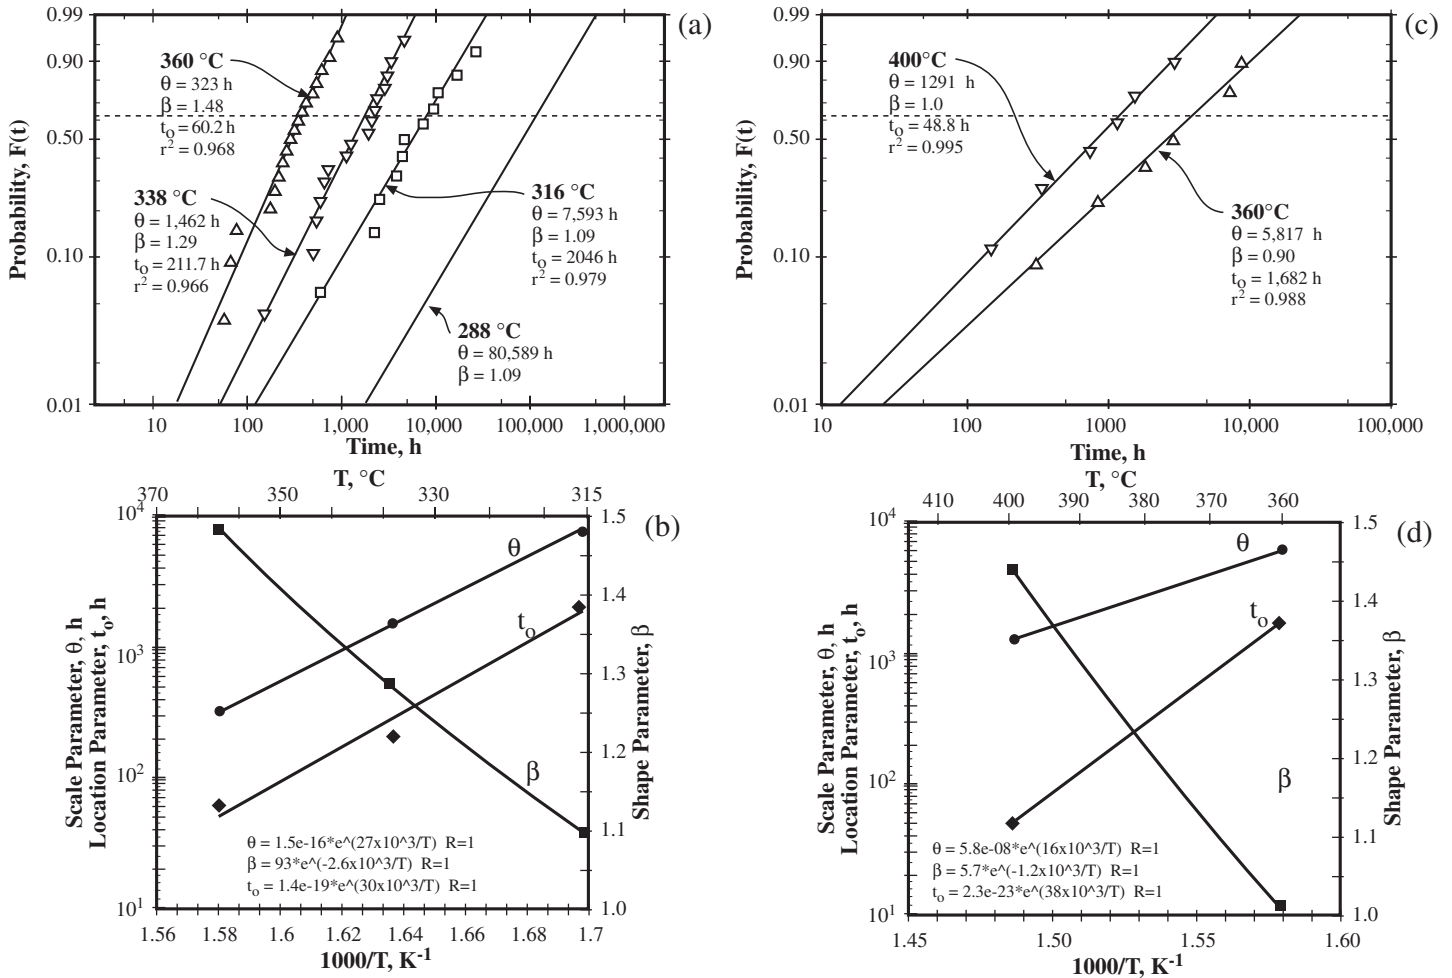 (a)
0.99
0.90
0.50
0.10
0.01
Probability, F(t)
360 °C
θ = 323 h
β = 1.48
t₀ = 60.2 h
r² = 0.968
338 °C
θ = 1,462 h
β = 1.29
t₀ = 211.7 h
r² = 0.966
316 °C
θ = 7,593 h
β = 1.09
t₀ = 2046 h
r² = 0.979
288 °C
θ = 80,589 h
β = 1.09
10 100 1,000 10,000 100,000 1,000,000
Time, h
(c)
0.99
0.90
0.50
0.10
0.01
Probability, F(t)
400°C
θ = 1291 h
β = 1.0
t₀ = 48.8 h
r² = 0.995
360°C
θ = 5,817 h
β = 0.90
t₀ = 1,682 h
r² = 0.988
10 100 1000 10,000 100,000
Time, h
T, °C
370 350 330 315
(b)
10⁴
10³
10²
10¹
Scale Parameter, θ, h
Location Parameter, t₀, h
θ
t₀
β
1.5
1.4
1.3
1.2
1.1
1.0
Shape Parameter, β
θ = 1.5e-16*e^(27x10^3/T) R=1
β = 93*e^(-2.6x10^3/T) R=1
t₀ = 1.4e-19*e^(30x10^3/T) R=1
1.56 1.58 1.6 1.62 1.64 1.66 1.68 1.7
1000/T, K⁻¹
T, °C
410 400 390 380 370 360
(d)
10⁴
10³
10²
10¹
Scale Parameter, θ, h
Location Parameter, t₀, h
θ
t₀
β
1.5
1.4
1.3
1.2
1.1
1.0
Shape Parameter, β
θ = 5.8e-08*e^(16x10^3/T) R=1
β = 5.7*e^(-1.2x10^3/T) R=1
t₀ = 2.3e-23*e^(38x10^3/T) R=1
1.45 1.50 1.55 1.60
1000/T, K⁻¹